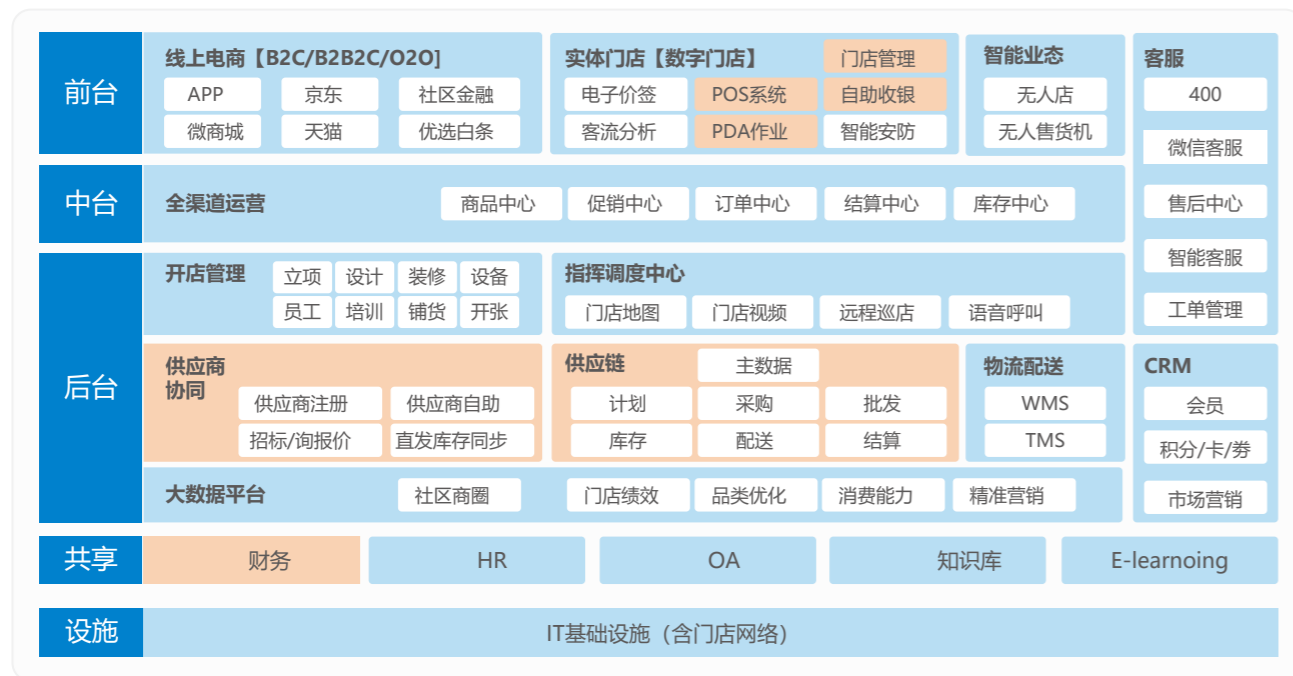 前台
线上电商【B2C/B2B2C/O2O]
APP
京东
社区金融
微商城
天猫
优选白条
实体门店【数字门店】
门店管理
电子价签
POS系统
自助收银
客流分析
PDA作业
智能安防
智能业态
无人店
无人售货机
客服
400
微信客服
售后中心
智能客服
工单管理
中台
全渠道运营
商品中心
促销中心
订单中心
结算中心
库存中心
后台
开店管理
立项
设计
装修
设备
员工
培训
铺货
开张
指挥调度中心
门店地图
门店视频
远程巡店
语音呼叫
供应商
协同
供应商注册
供应商自助
招标/询报价
直发库存同步
供应链
主数据
计划
采购
批发
库存
配送
结算
物流配送
WMS
TMS
CRM
会员
积分/卡/劵
市场营销
大数据平台
社区商圈
门店绩效
品类优化
消费能力
精准营销
共享
财务
HR
OA
知识库
E-learnoing
设施
IT基础设施（含门店网络）